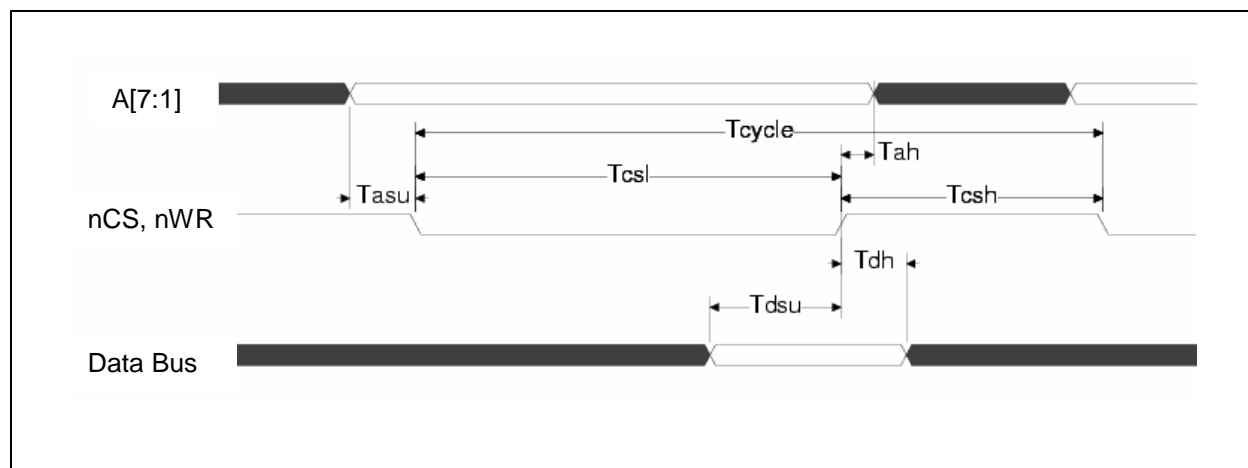 A[7:1]
Tcycle
Tah
Tcsl
Tasu
Tcsh
nCS, nWR
Tdh
Tdsu
Data Bus